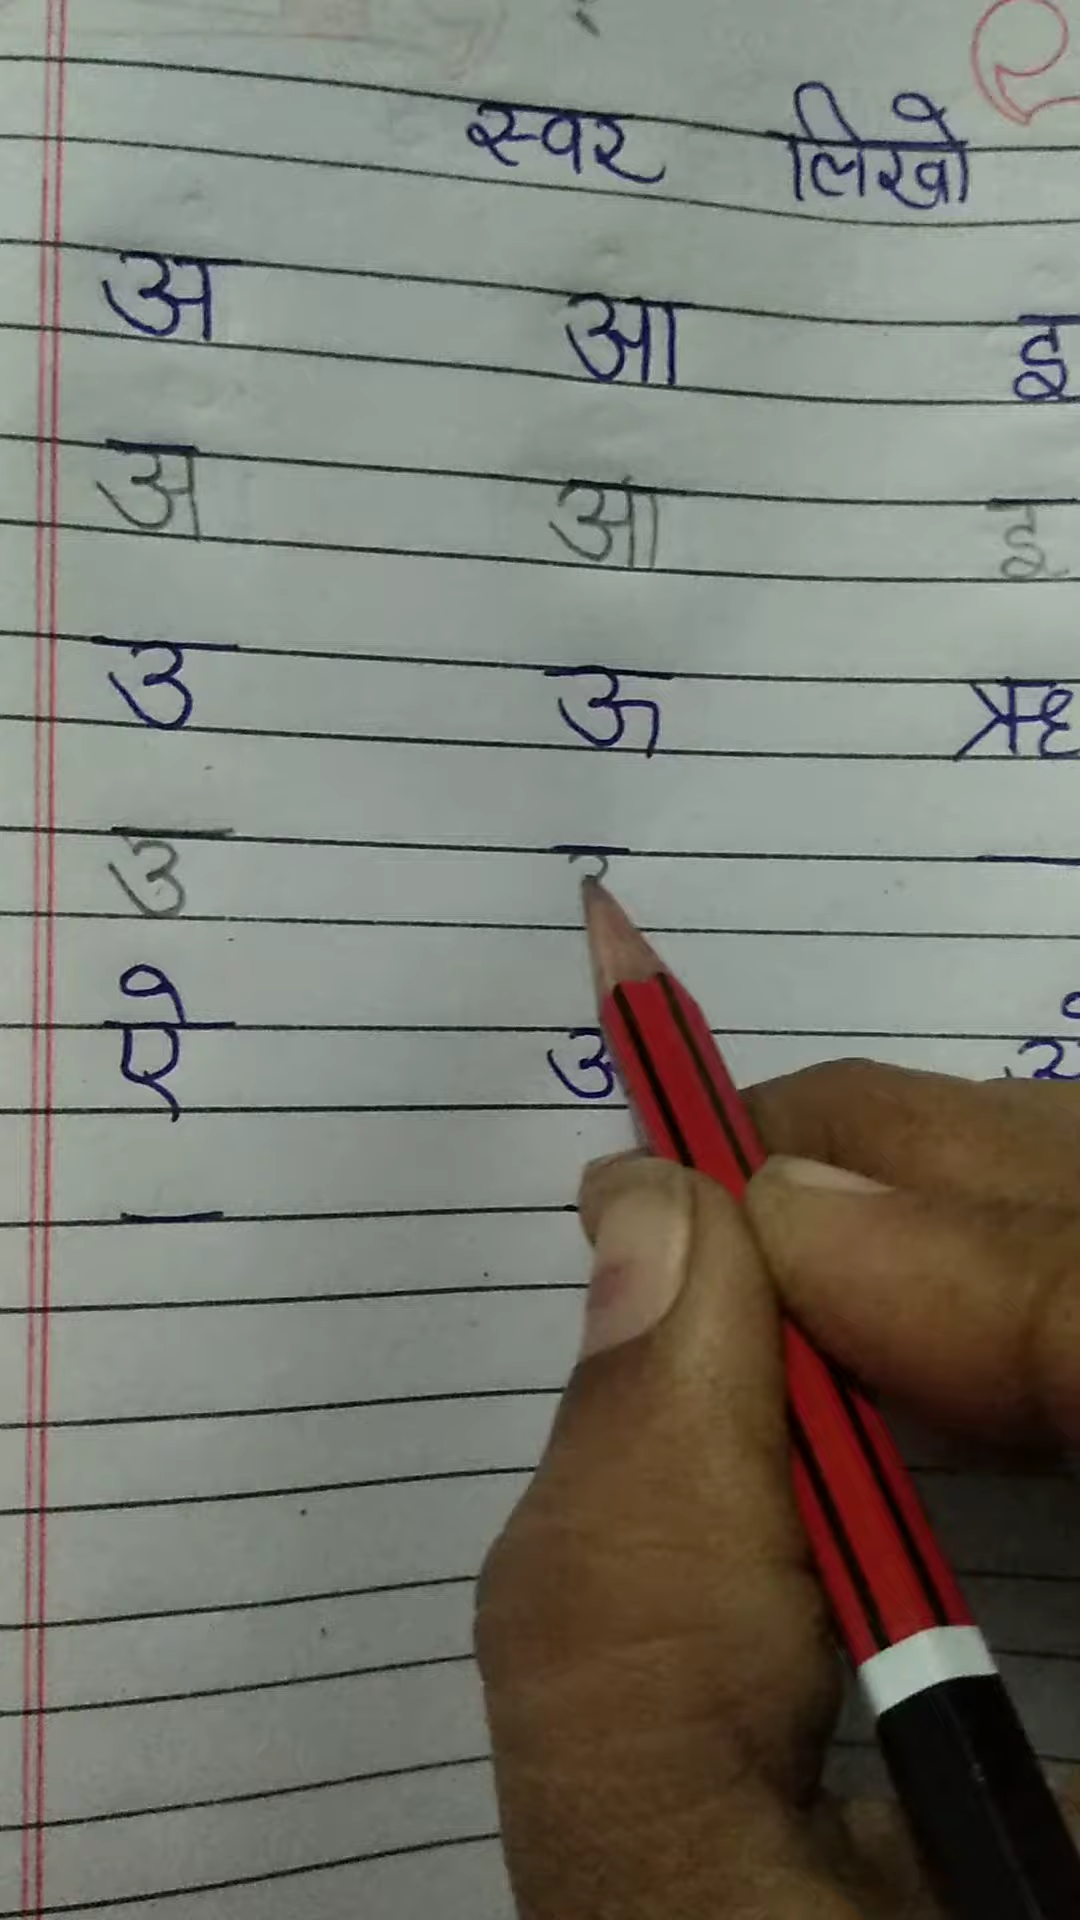 स्वर लिखो
अ आ इ
अ आ इ
उ ऊ ऋ
उ
ऐ